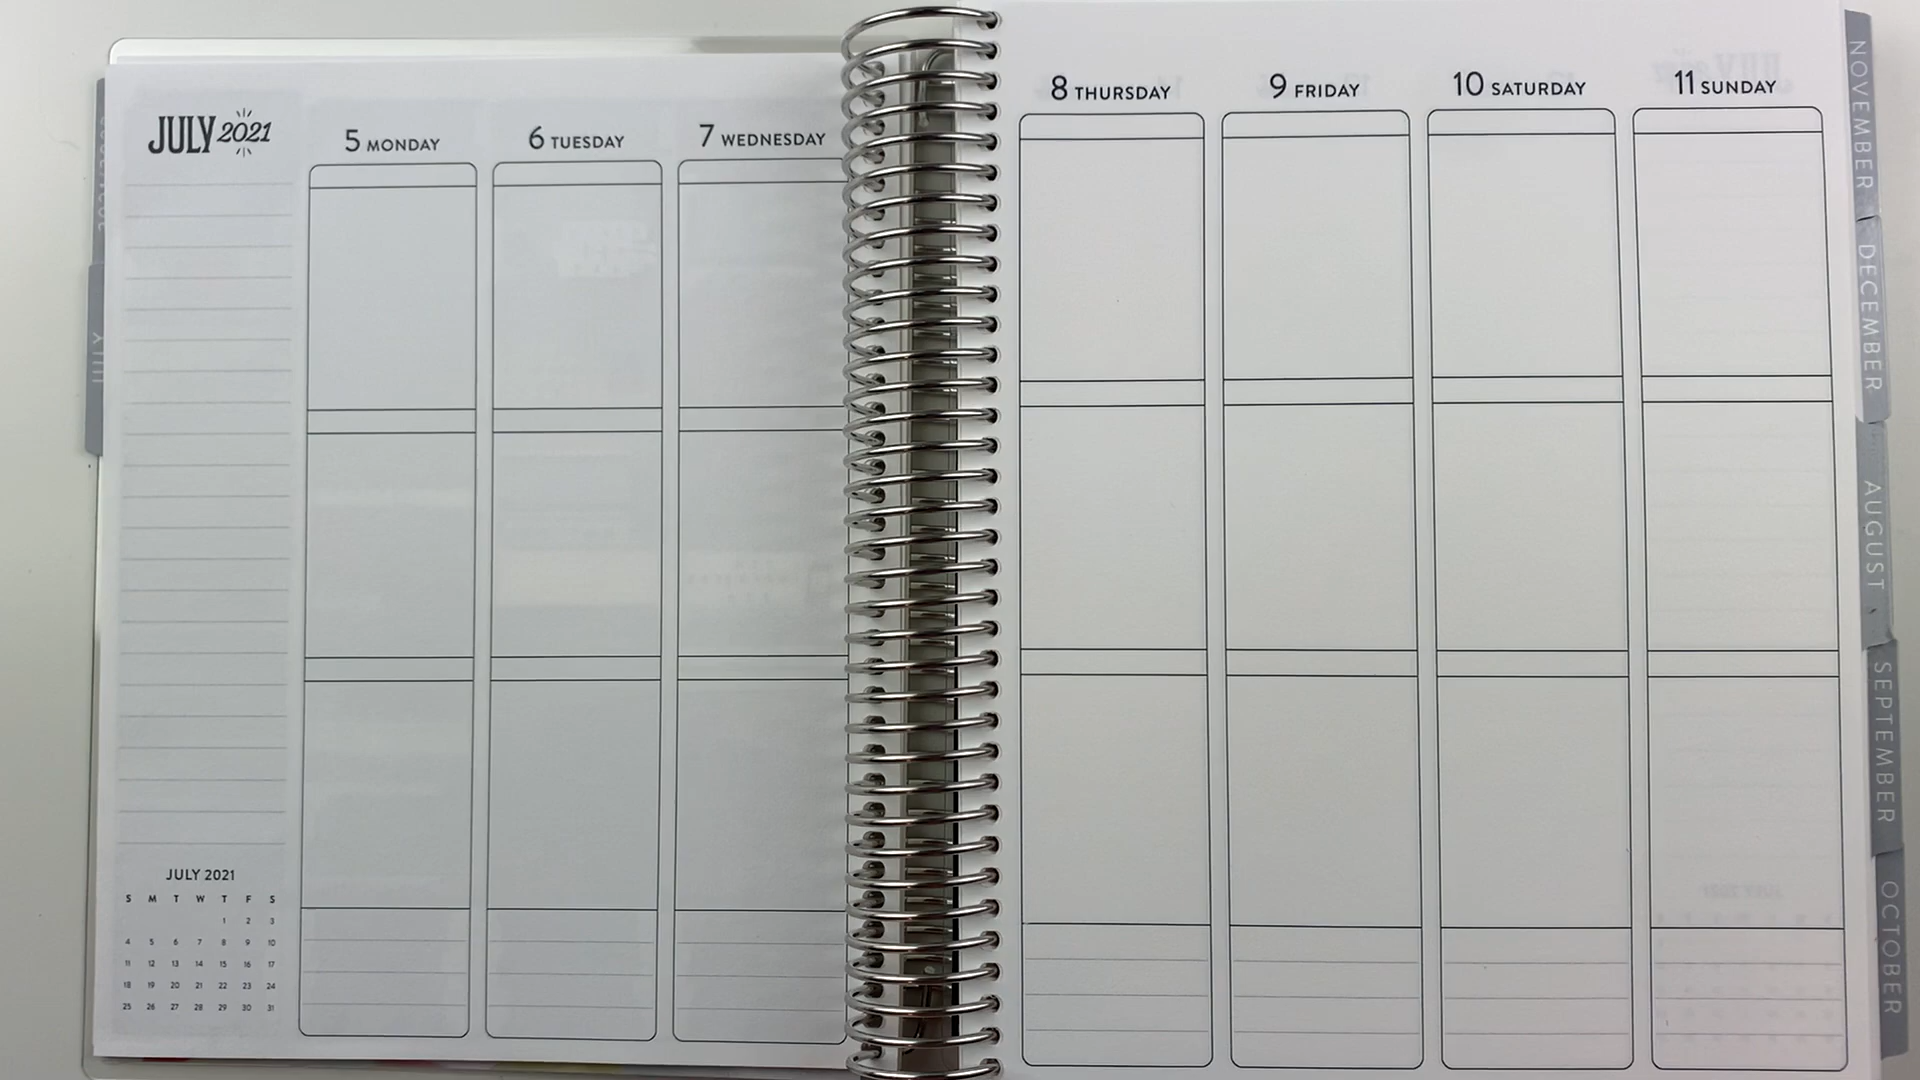 JULY 2021
5 MONDAY
6 TUESDAY
7 WEDNESDAY
8 THURSDAY
9 FRIDAY
10 SATURDAY
11 SUNDAY
JULY 2021
S M T W T F S
1 2 3
4 5 6 7 8 9 10
11 12 13 14 15 16 17
18 19 20 21 22 23 24
25 26 27 28 29 30 31
JULY
NOVEMBER
DECEMBER
AUGUST
SEPTEMBER
OCTOBER